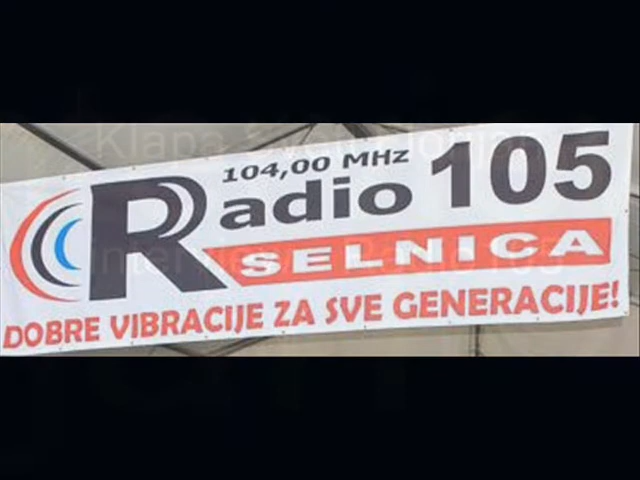 104,00 MHz
Radio 105
SELNICA
DOBRE VIBRACIJE ZA SVE GENERACIJE!